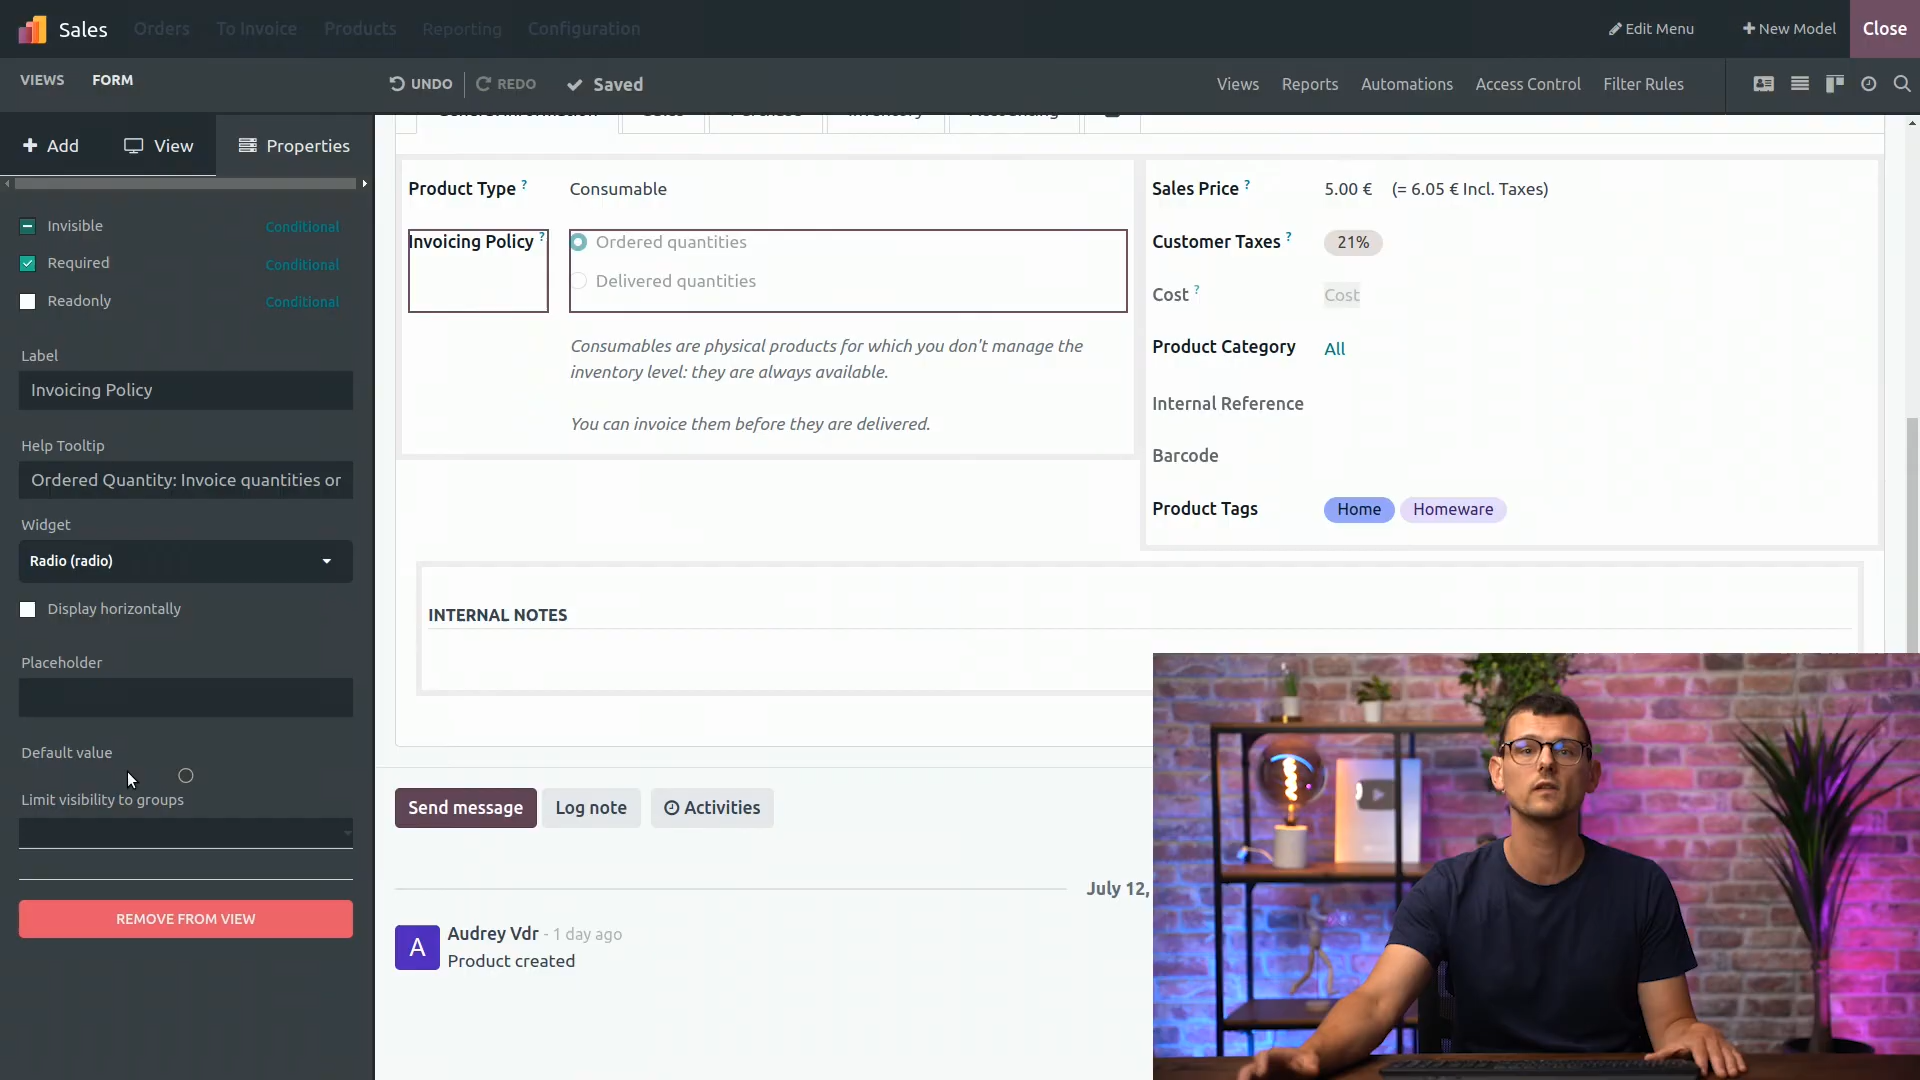 Sales Orders To Invoice Products Reporting Configuration Edit Menu New Model Close
VIEWS FORM UNDO REDO Saved Views Reports Automations Access Control Filter Rules
Add View Properties
General Information Sales Purchase Inventory Accounting
Invisible Conditional
Required Conditional
Readonly Conditional
Label
Invoicing Policy
Help Tooltip
Ordered Quantity: Invoice quantities or
Widget
Radio (radio)
Display horizontally
Placeholder
Default value
Limit visibility to groups
REMOVE FROM VIEW
Product Type ? Consumable
Invoicing Policy ? Ordered quantities
Delivered quantities
Consumables are physical products for which you don't manage the
inventory level: they are always available.
You can invoice them before they are delivered.
Sales Price ? 5.00 € (= 6.05 € Incl. Taxes)
Customer Taxes ? 21%
Cost ? Cost
Product Category All
Internal Reference
Barcode
Product Tags Home Homeware
INTERNAL NOTES
Send message Log note Activities
July 12,
A Audrey Vdr - 1 day ago
Product created